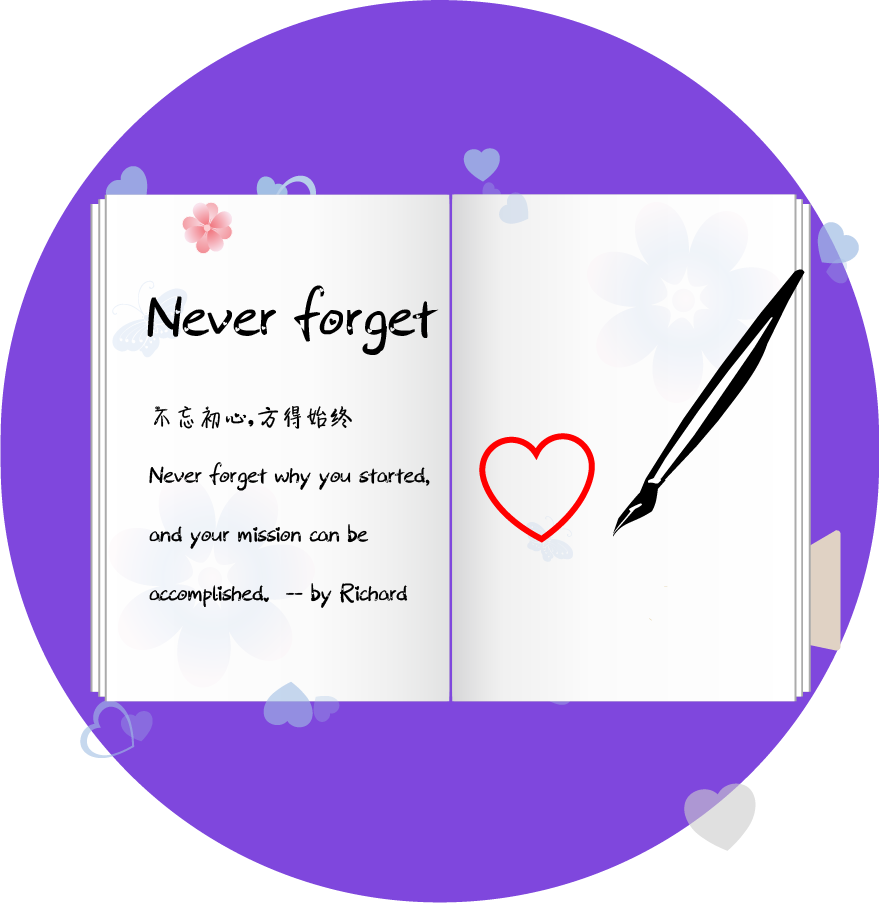 Never forget
不忘初心,方得始终
Never forget why you started,
and your mission can be
accomplished. -- by Richard